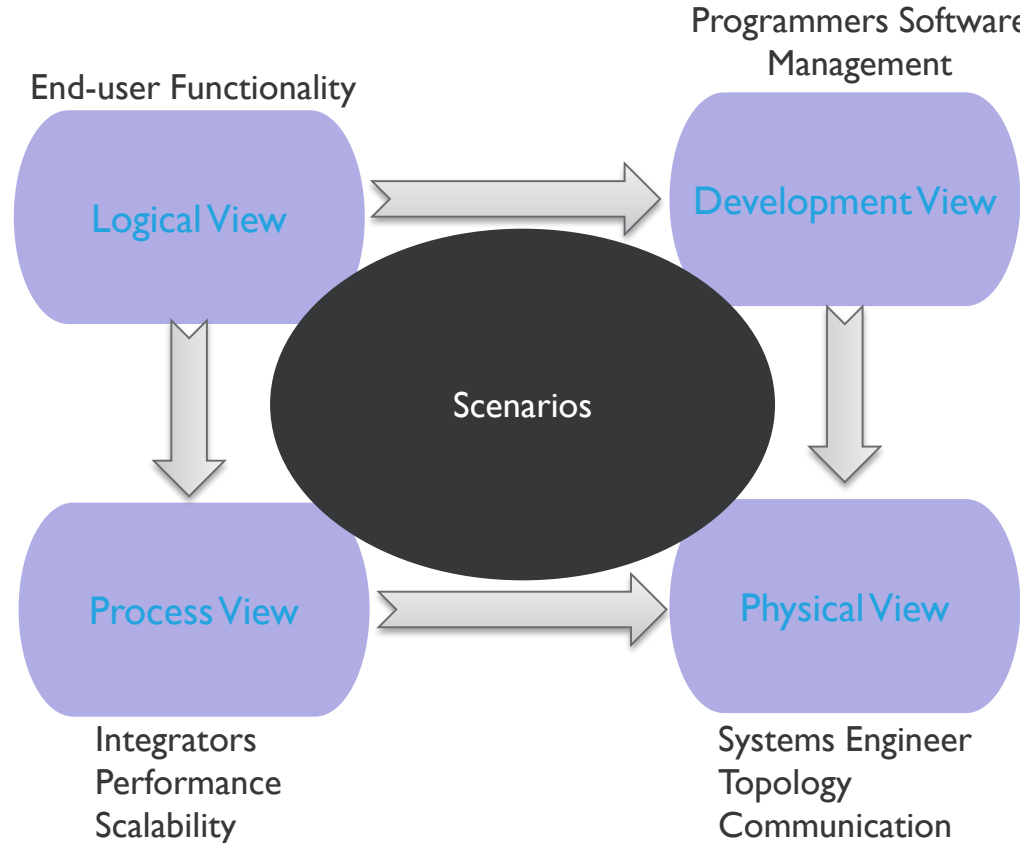 Programmers Software
Management
End-user Functionality
Logical View
Development View
Scenarios
Process View
Physical View
Integrators
Performance
Scalability
Systems Engineer
Topology
Communication